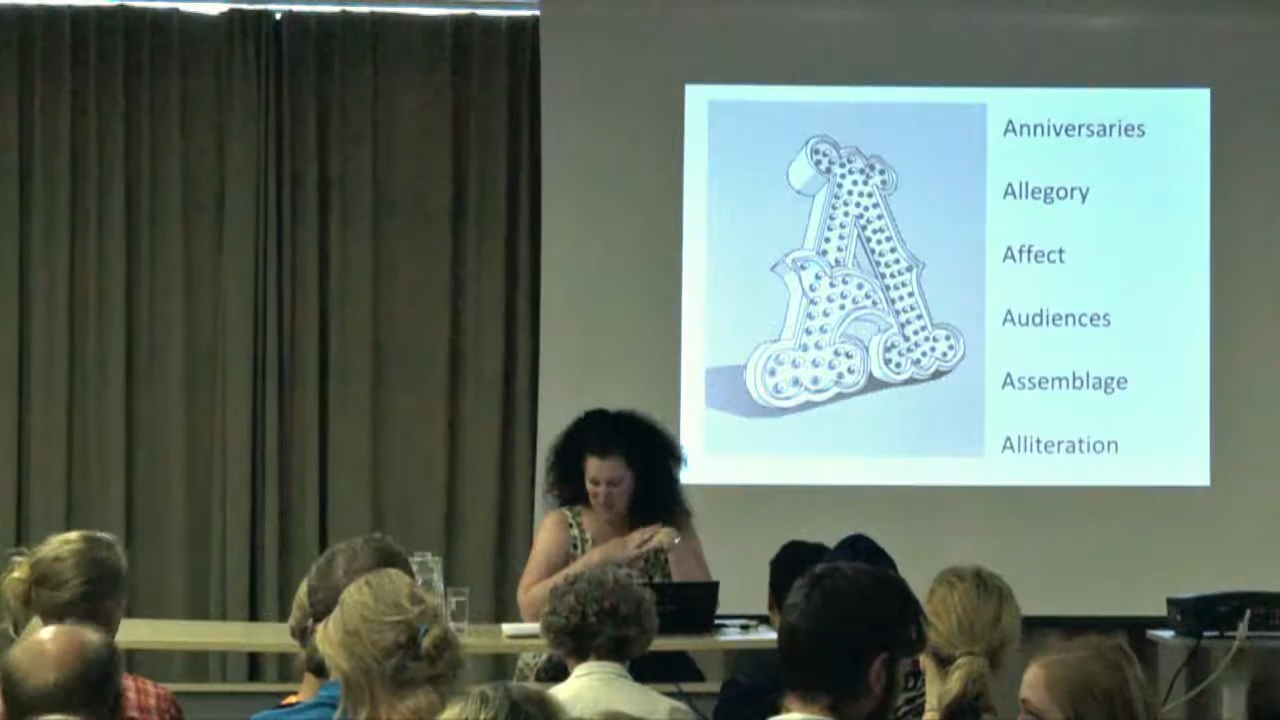 A
Anniversaries
Allegory
Affect
Audiences
Assemblage
Alliteration